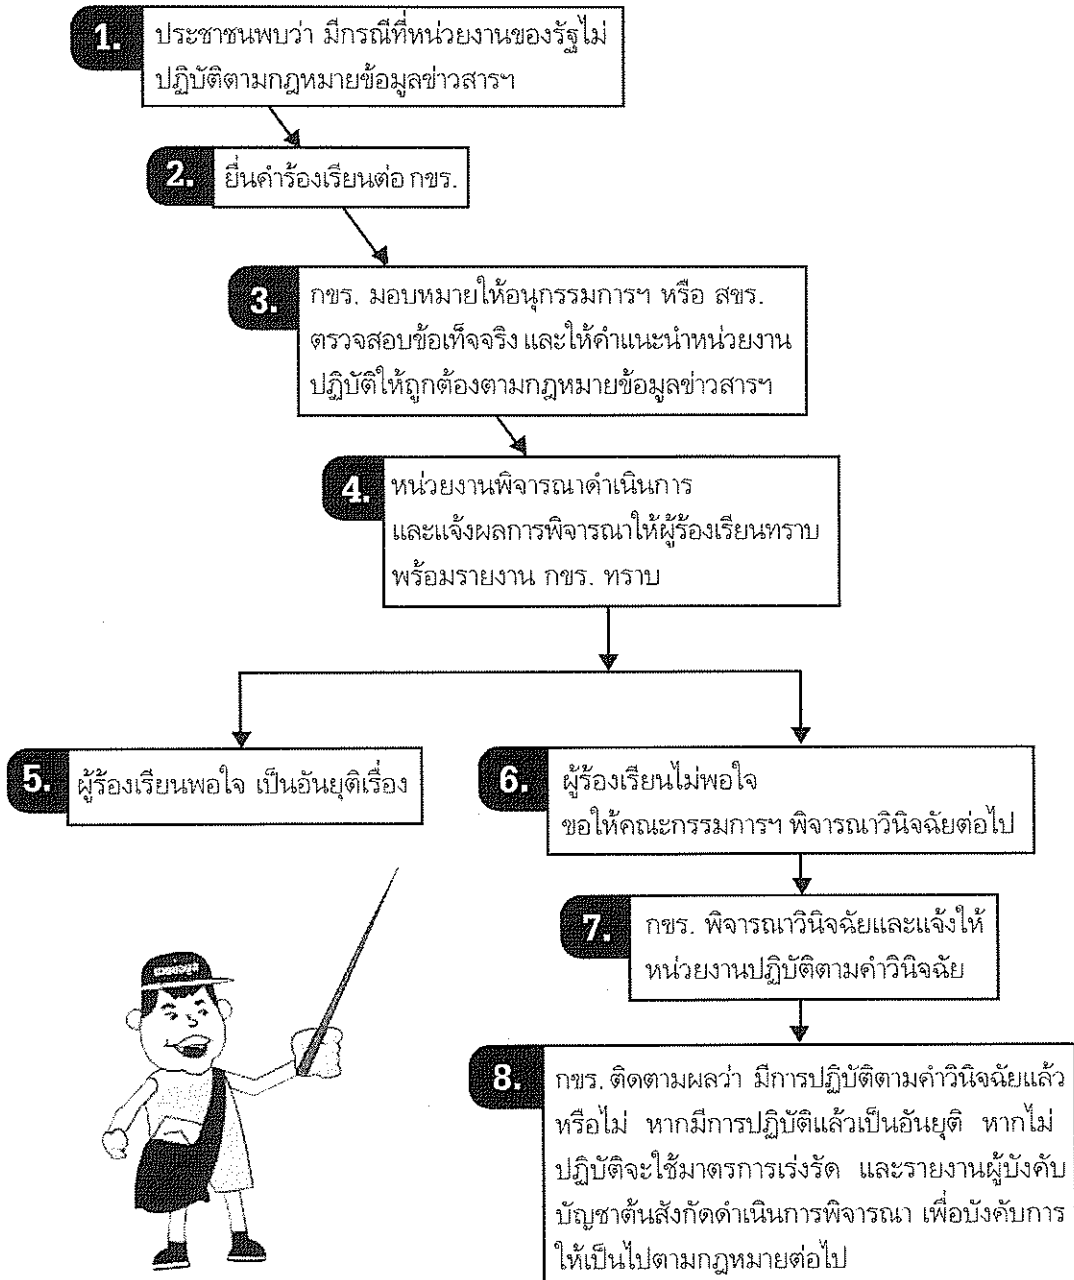 1.
ประชาชนพบว่า มีกรณีที่หน่วยงานของรัฐไม่
ปฏิบัติตามกฎหมายข้อมูลข่าวสารฯ
2.
ยื่นคำร้องเรียนต่อ กขร.
3.
กขร. มอบหมายให้อนุกรรมการฯ หรือ สขร.
ตรวจสอบข้อเท็จจริง และให้คำแนะนำหน่วยงาน
ปฏิบัติให้ถูกต้องตามกฎหมายข้อมูลข่าวสารฯ
4.
หน่วยงานพิจารณาดำเนินการ
และแจ้งผลการพิจารณาให้ผู้ร้องเรียนทราบ
พร้อมรายงาน กขร. ทราบ
5.
ผู้ร้องเรียนพอใจ เป็นอันยุติเรื่อง
6.
ผู้ร้องเรียนไม่พอใจ
ขอให้คณะกรรมการฯ พิจารณาวินิจฉัยต่อไป
7.
กขร. พิจารณาวินิจฉัยและแจ้งให้
หน่วยงานปฏิบัติตามคำวินิจฉัย
8.
กขร. ติดตามผลว่า มีการปฏิบัติตามคำวินิจฉัยแล้ว
หรือไม่ หากมีการปฏิบัติแล้วเป็นอันยุติ หากไม่
ปฏิบัติจะใช้มาตรการเร่งรัด และรายงานผู้บังคับ
บัญชาต้นสังกัดดำเนินการพิจารณา เพื่อบังคับการ
ให้เป็นไปตามกฎหมายต่อไป